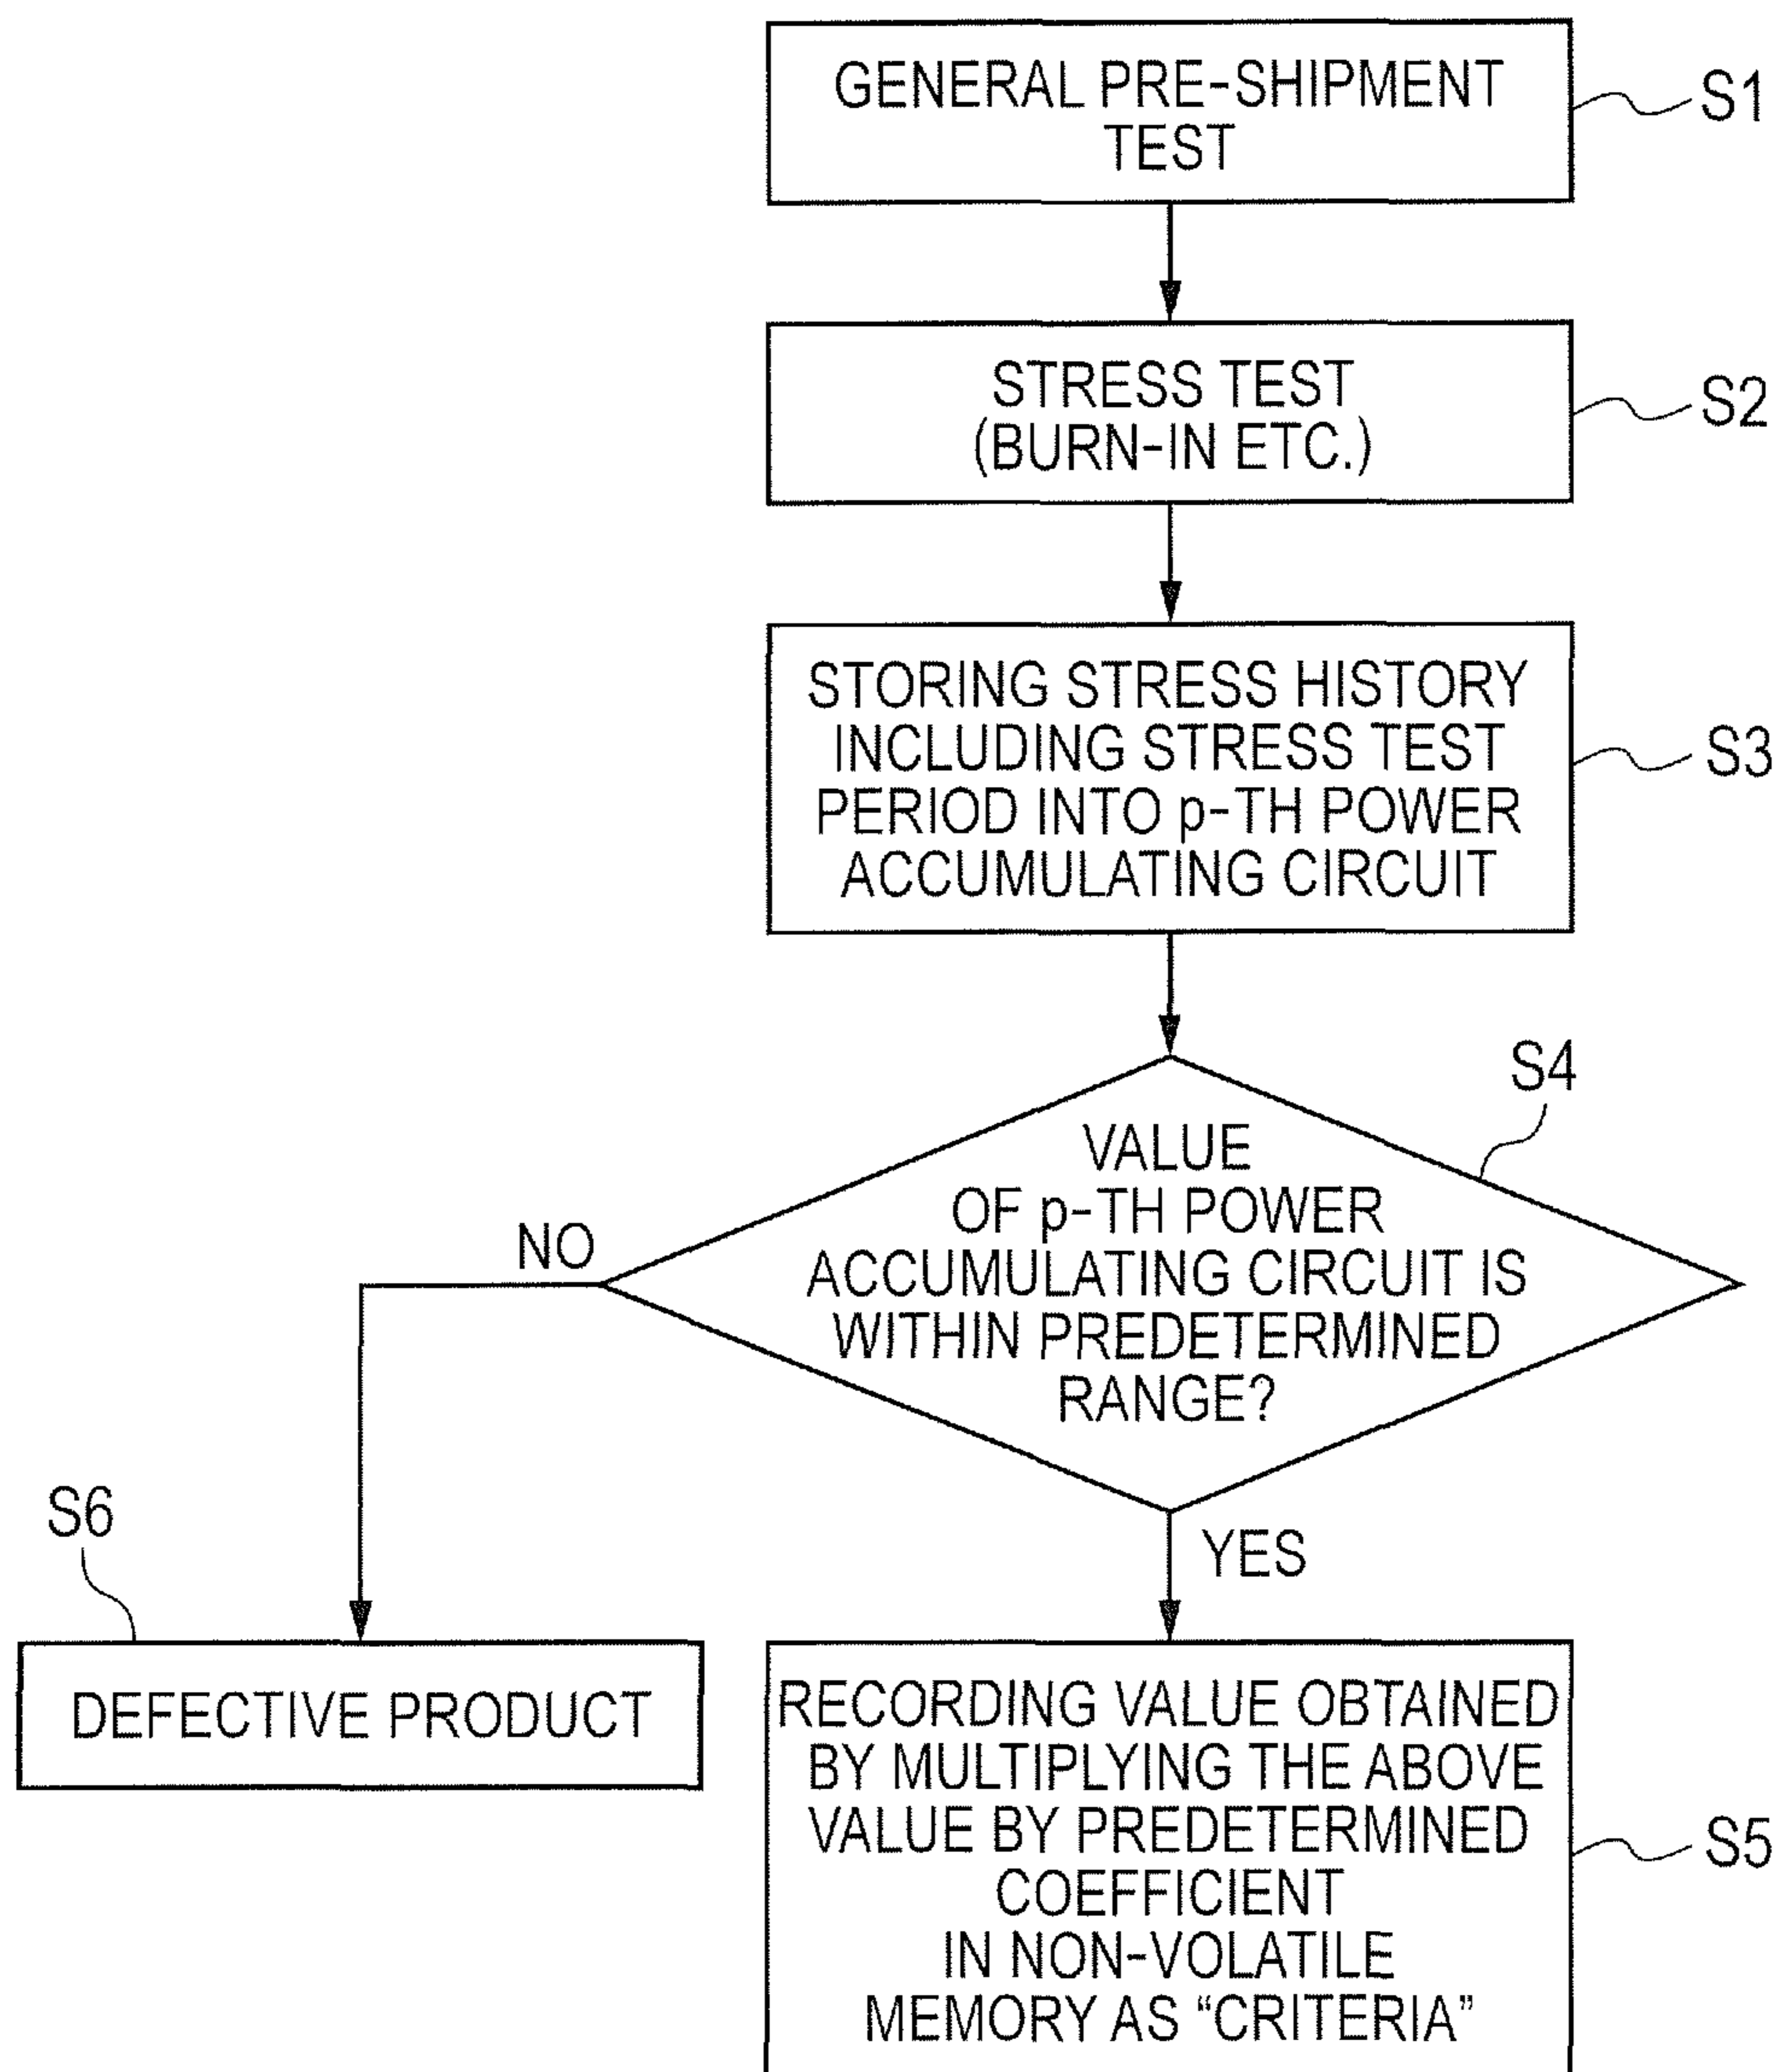 GENERAL PRE-SHIPMENT
TEST
S1
STRESS TEST
(BURN-IN ETC.)
S2
STORING STRESS HISTORY
INCLUDING STRESS TEST
PERIOD INTO p-TH POWER
ACCUMULATING CIRCUIT
S3
S4
VALUE
OF p-TH POWER
ACCUMULATING CIRCUIT IS
WITHIN PREDETERMINED
RANGE?
NO
YES
S6
DEFECTIVE PRODUCT
RECORDING VALUE OBTAINED
BY MULTIPLYING THE ABOVE
VALUE BY PREDETERMINED
COEFFICIENT
IN NON-VOLATILE
MEMORY AS “CRITERIA”
S5